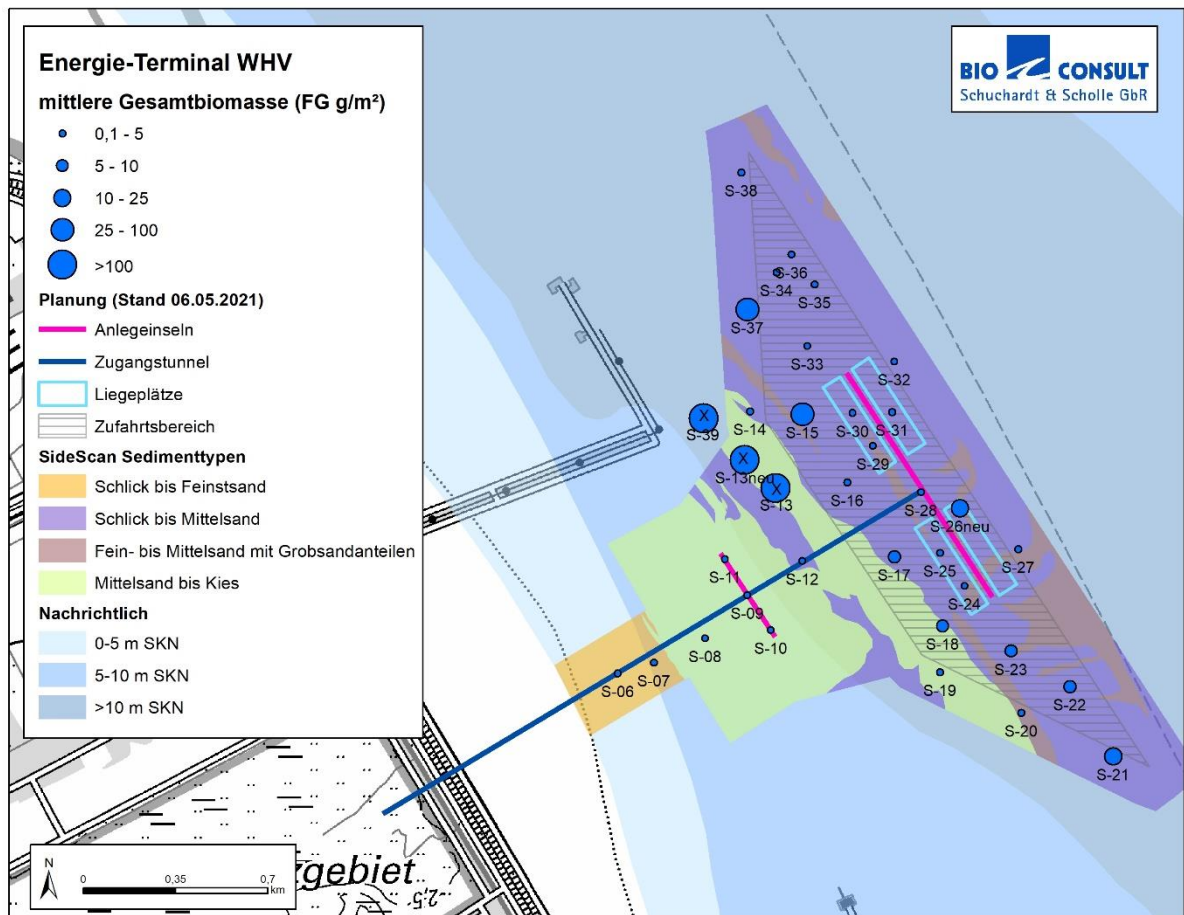 Energie-Terminal WHV
mittlere Gesamtbiomasse (FG g/m²)
0,1 - 5
5 - 10
10 - 25
25 - 100
>100
Planung (Stand 06.05.2021)
Anlegeinseln
Zugangstunnel
Liegeplätze
Zufahrtsbereich
SideScan Sedimenttypen
Schlick bis Feinstsand
Schlick bis Mittelsand
Fein- bis Mittelsand mit Grobsandanteilen
Mittelsand bis Kies
Nachrichtlich
0-5 m SKN
5-10 m SKN
>10 m SKN
BIO CONSULT
Schuchardt & Scholle GbR
S-38
S-36
S-34
S-35
S-37
S-33
S-32
X
S-39
S-14
S-15
S-30
S-31
X
S-13neu
S-29
X
S-13
S-16
S-28
S-26neu
S-11
S-12
S-17
S-25
S-27
S-24
S-09
S-10
S-08
S-18
S-23
S-07
S-06
S-19
S-22
S-20
S-21
N
0 0,35 0,7
km
zgebiet
-2,5